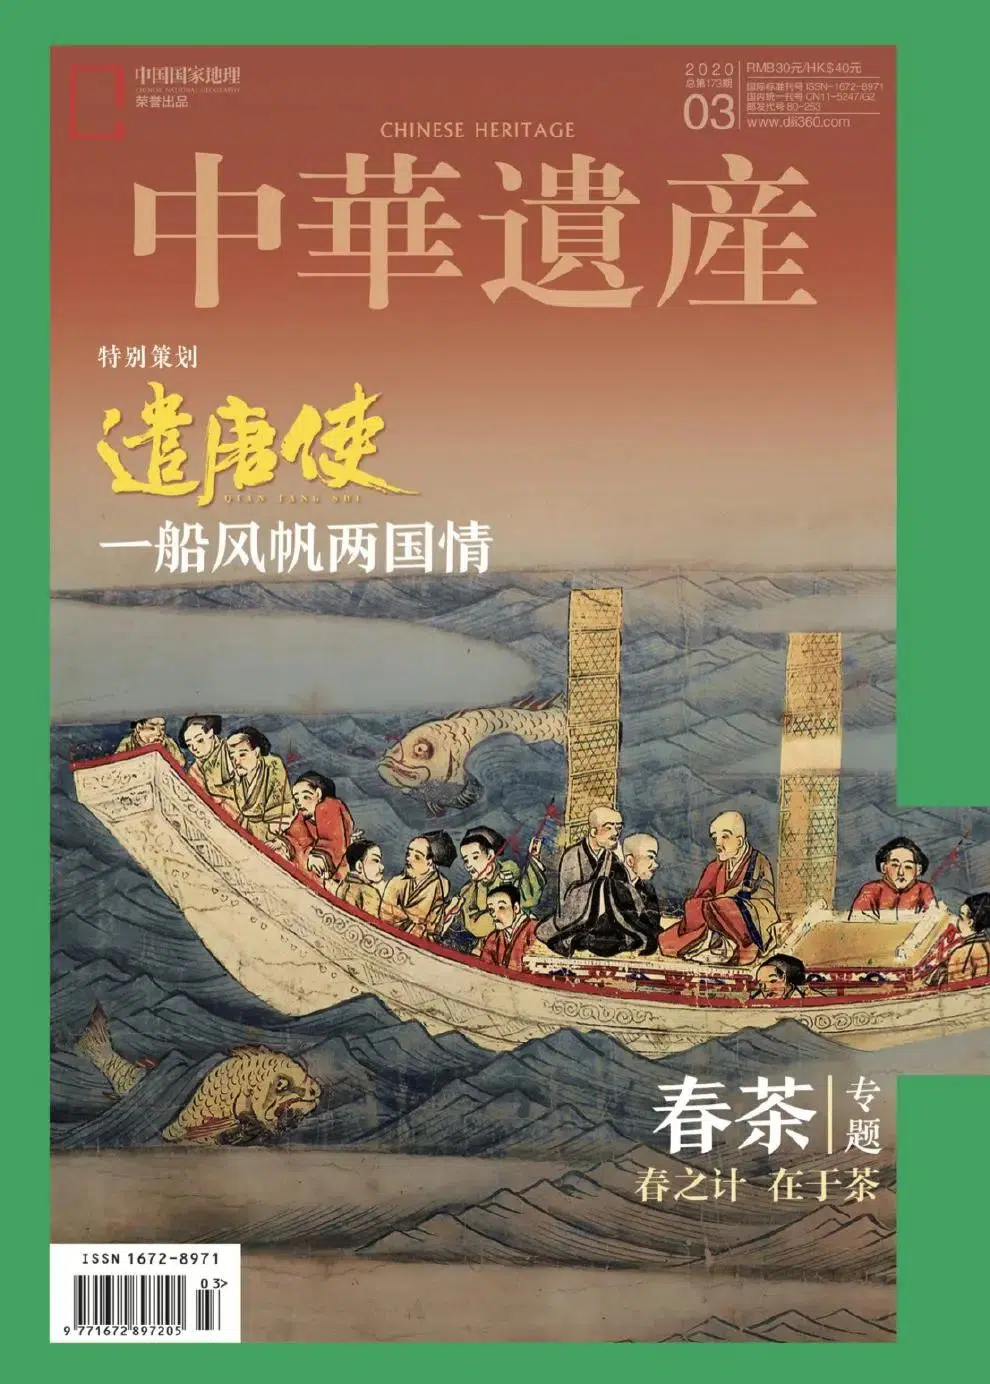 中国国家地理
CHINESE NATIONAL GEOGRAPHY
荣誉出品
2020
总第173期
03
RMB30元/HK$40元
国际标准刊号 ISSN-1672-8971
国内统一刊号 CN11-5247/G2
邮发代号 80-253
www.dili360.com
CHINESE HERITAGE
中華遺産
特别策划
遣唐使
QIAN TANG SHI
一船风帆两国情
春茶
专题
春之计 在于茶
ISSN 1672-8971
03>
9 771672 897205